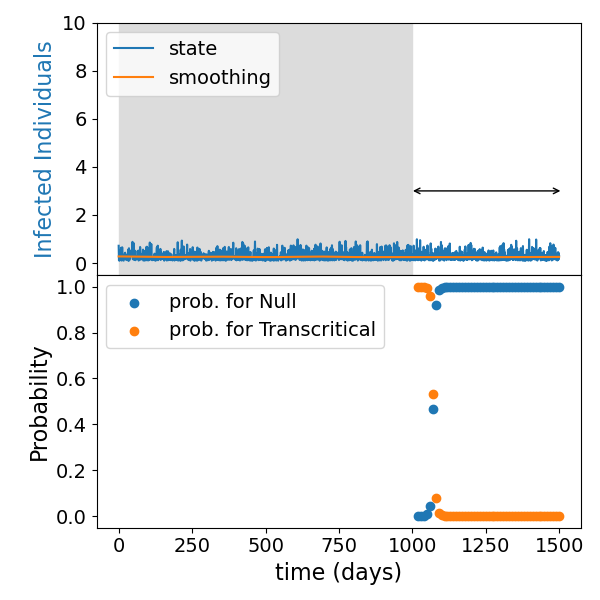 10
state
smoothing
8
6
4
2
0
Infected Individuals
1.0
prob. for Null
prob. for Transcritical
0.8
0.6
0.4
0.2
0.0
Probability
0 250 500 750 1000 1250 1500
time (days)